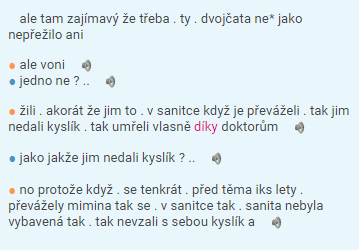 ale tam zajímavý že třeba . ty . dvojčata ne* jako
nepřežilo ani
ale voni
jedno ne ? ..
žili . akorát že jim to . v sanitce když je převáželi . tak jim
nedali kyslík . tak umřeli vlasně díky doktorům
jako jakže jim nedali kyslík ? ..
no protože když . se tenkrát . před těma iks lety .
převážely mimina tak se . v sanitce tak . sanita nebyla
vybavená tak . tak nevzali s sebou kyslík a